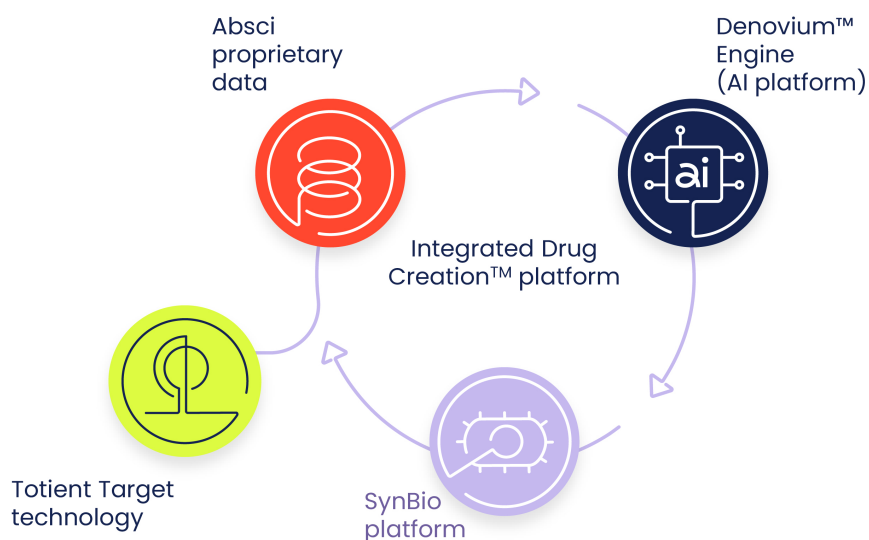 Absci
proprietary
data
Denovium™
Engine
(AI platform)
ai
Integrated Drug
Creation™ platform
Totient Target
technology
SynBio
platform